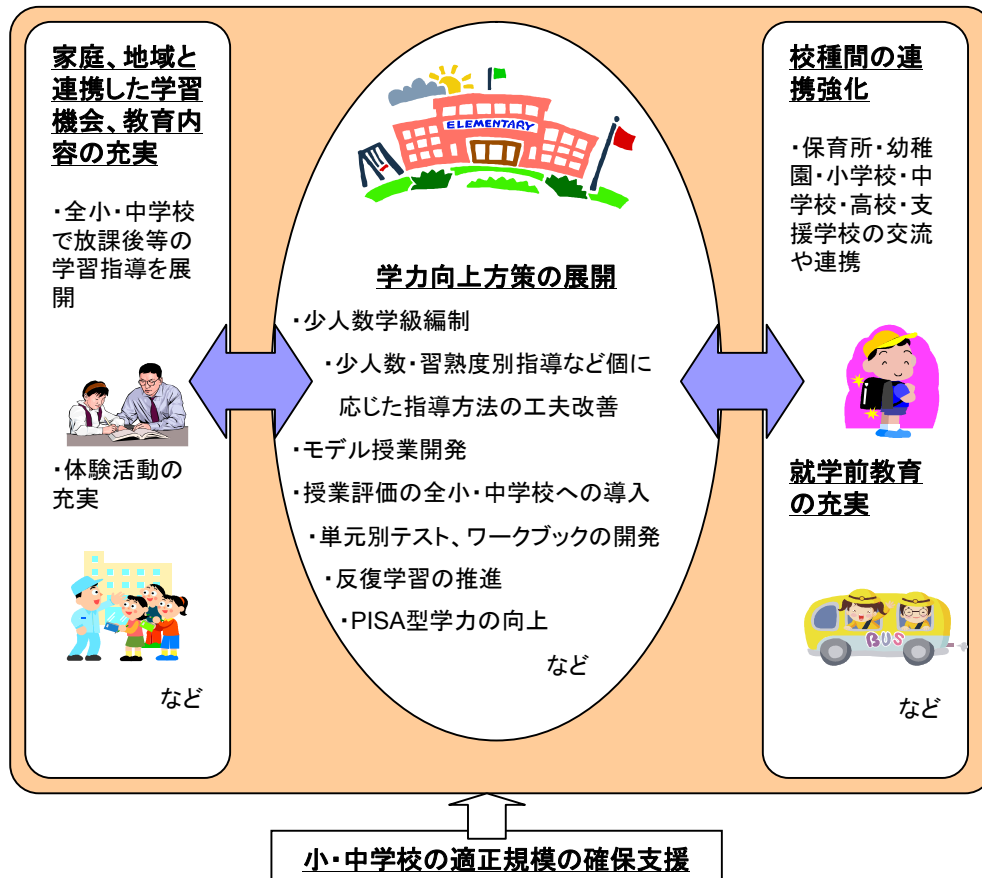 家庭、地域と
連携した学習
機会、教育内
容の充実
・全小・中学校
で放課後等の
学習指導を展
開
・体験活動の
充実
など
ELEMENTARY
学力向上方策の展開
・少人数学級編制
・少人数・習熟度別指導など個に
応じた指導方法の工夫改善
・モデル授業開発
・授業評価の全小・中学校への導入
・単元別テスト、ワークブックの開発
・反復学習の推進
・PISA型学力の向上
など
校種間の連
携強化
・保育所・幼稚
園・小学校・中
学校・高校・支
援学校の交流
や連携
就学前教育
の充実
BUS
など
小・中学校の適正規模の確保支援